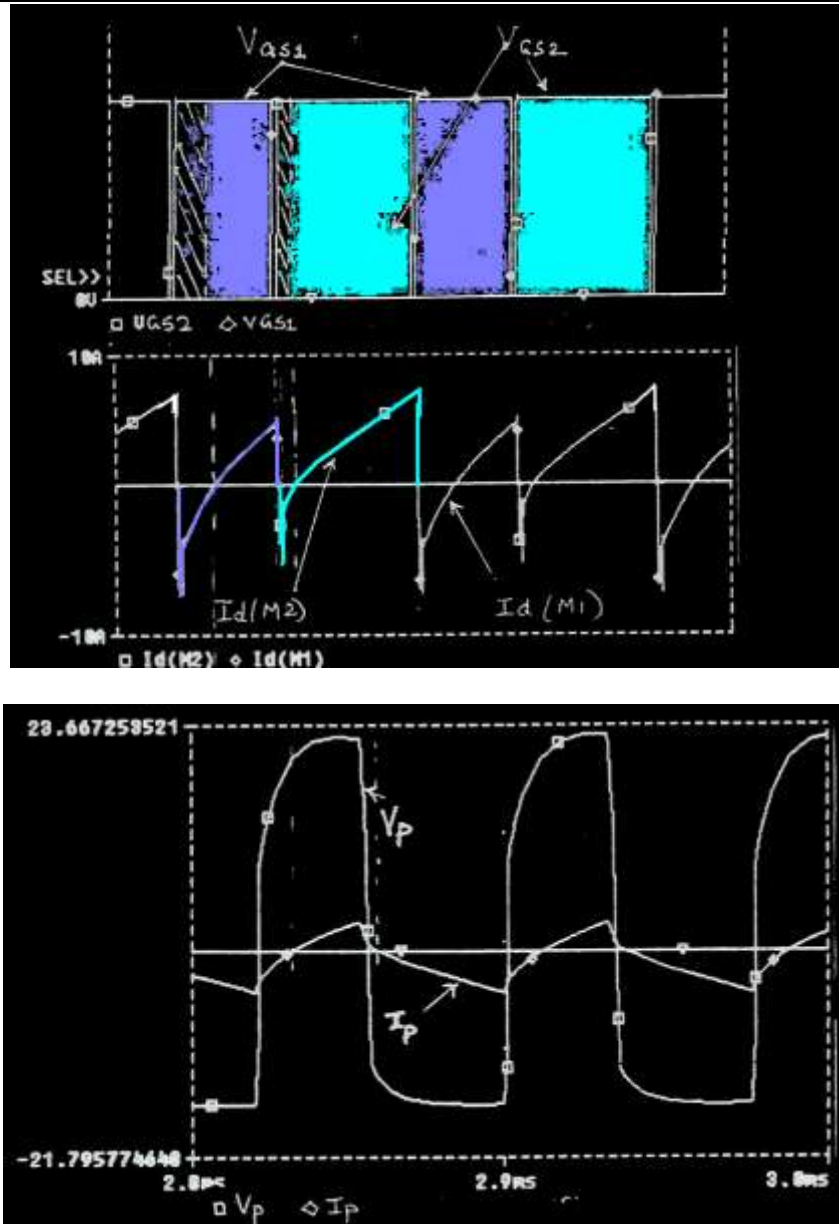 VGS1 VGS2
SEL>>
0V
VGS2 VGS1
10A
Id(M2) Id(M1)
-10A
Id(M2) Id(M1)
23.667253521
Vp
Ip
-21.795774648
2.8ms 2.9ms 3.0ms
Vp Ip